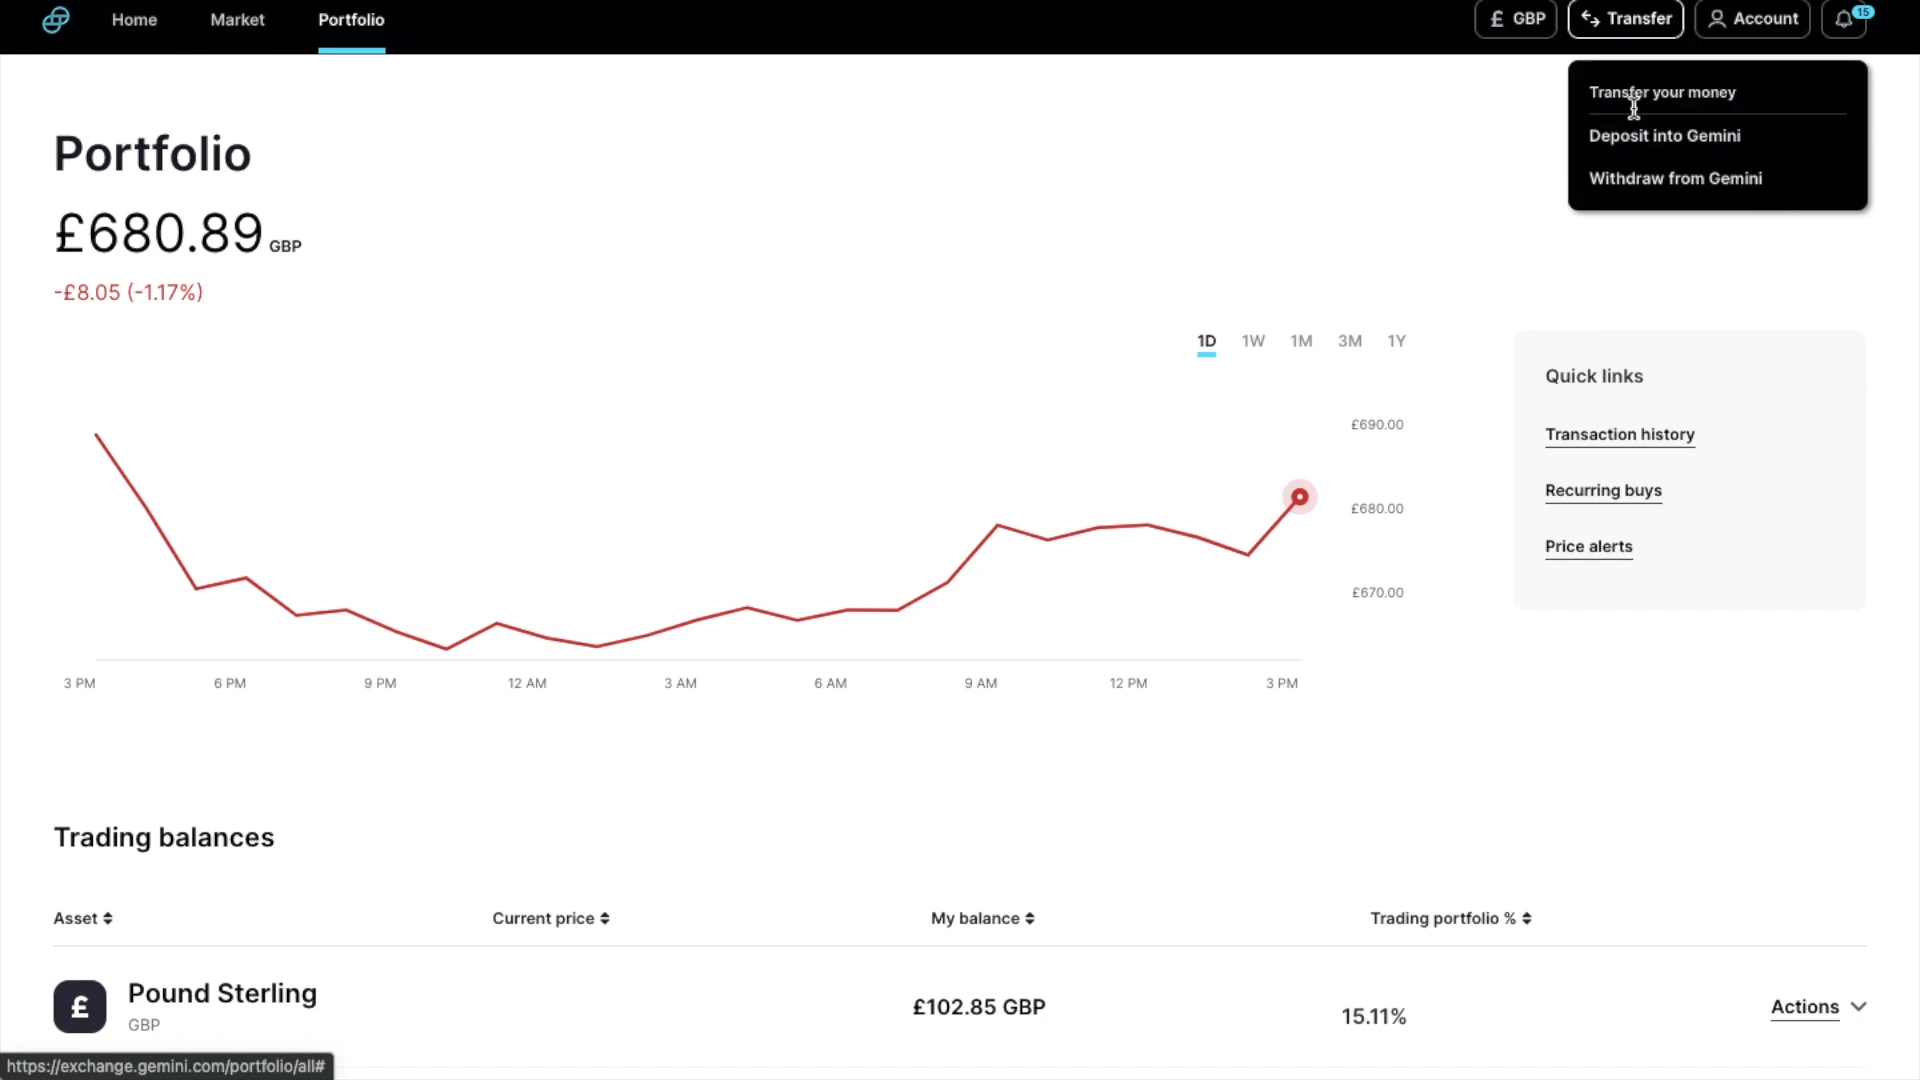 Home Market Portfolio £ GBP Transfer Account 15
Transfer your money
Deposit into Gemini
Withdraw from Gemini
Portfolio
£680.89 GBP
-£8.05 (-1.17%)
1D 1W 1M 3M 1Y
Quick links
Transaction history
Recurring buys
Price alerts
£690.00
£680.00
£670.00
3 PM 6 PM 9 PM 12 AM 3 AM 6 AM 9 AM 12 PM 3 PM
Trading balances
Asset Current price My balance Trading portfolio %
£ Pound Sterling £102.85 GBP 15.11% Actions
GBP
https://exchange.gemini.com/portfolio/all#